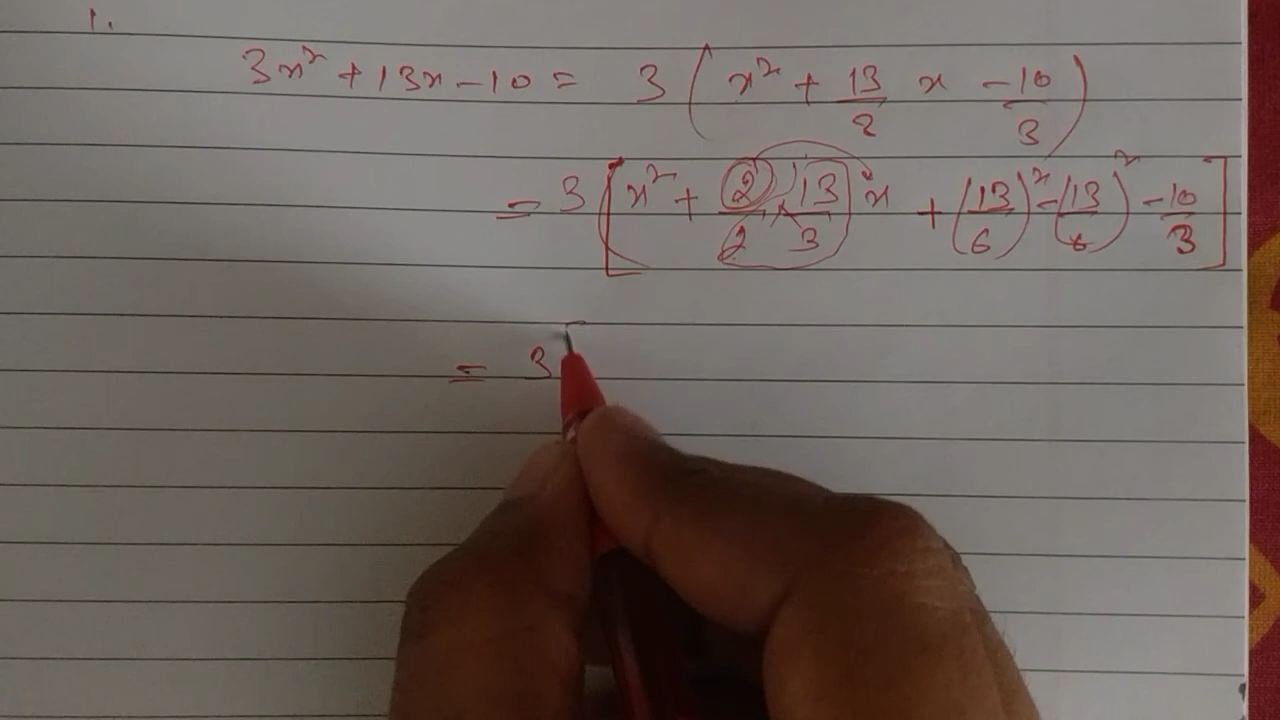 1.
3x² + 13x - 10 = 3 ( x² + 13/2 x - 10/3 )
= 3 [ x² + 2/2 · 13/3 x + (13/6)² - (13/6)² - 10/3 ]
= 3 [